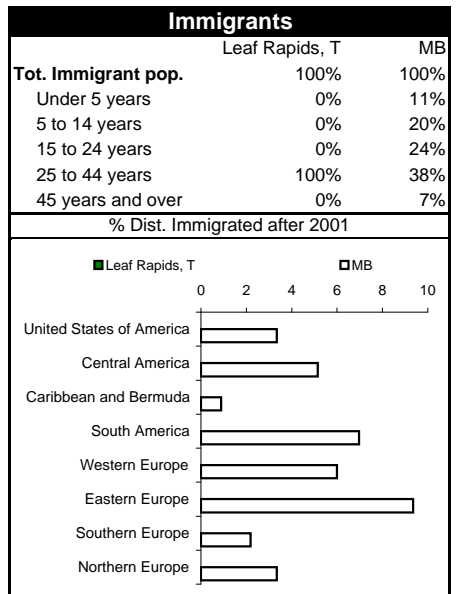 Immigrants
Leaf Rapids, T MB
Tot. Immigrant pop. 100% 100%
Under 5 years 0% 11%
5 to 14 years 0% 20%
15 to 24 years 0% 24%
25 to 44 years 100% 38%
45 years and over 0% 7%
% Dist. Immigrated after 2001
Leaf Rapids, T MB
0 2 4 6 8 10
United States of America
Central America
Caribbean and Bermuda
South America
Western Europe
Eastern Europe
Southern Europe
Northern Europe